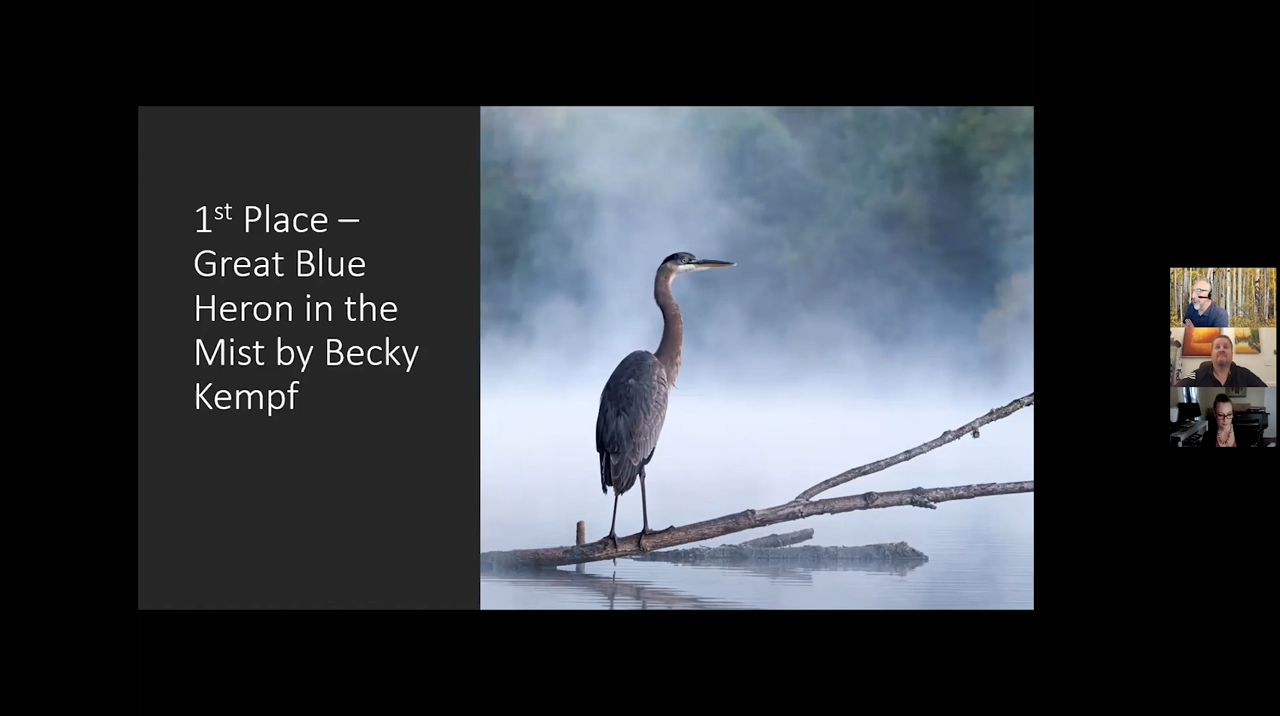 1st Place –
Great Blue
Heron in the
Mist by Becky
Kempf